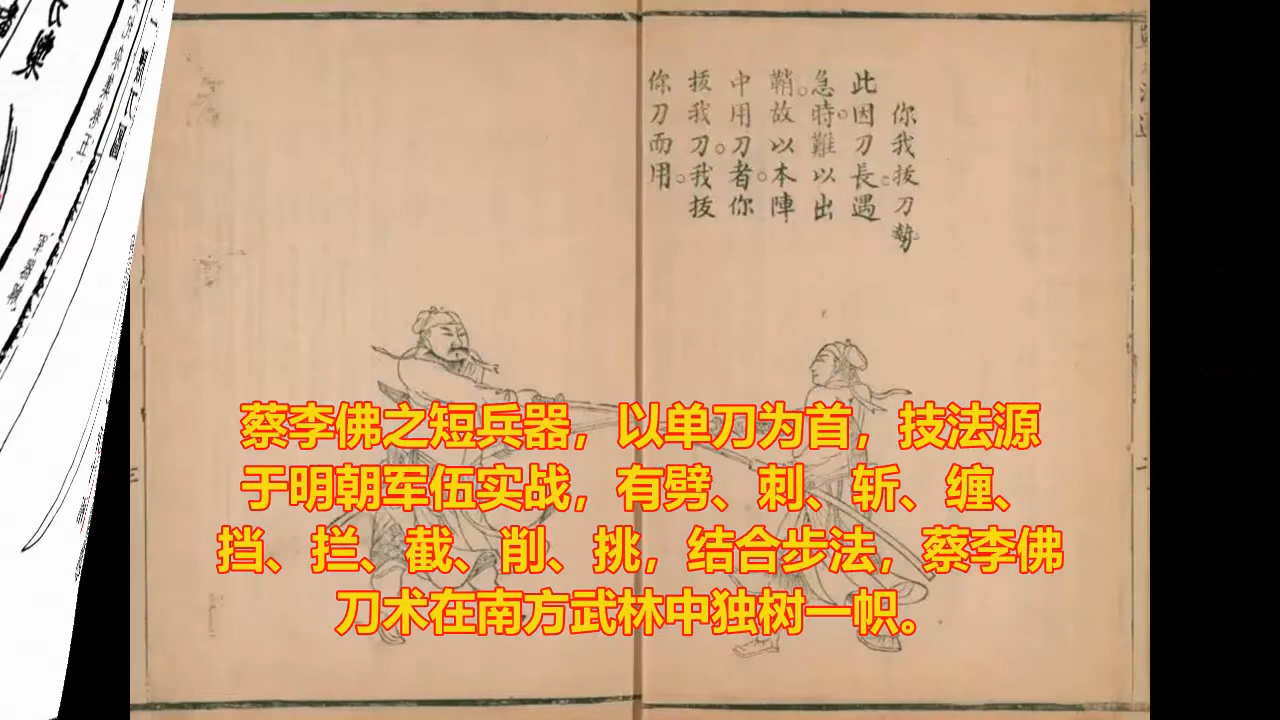 你我拔刀勢
此因刀長。遇
急時。難以出
鞘。故以本陣
中用刀者。你
拔我刀。我拔
你刀而用。
蔡李佛之短兵器，以单刀为首，技法源
于明朝军伍实战，有劈、刺、斩、缠、
挡、拦、截、削、挑，结合步法，蔡李佛
刀术在南方武林中独树一帜。